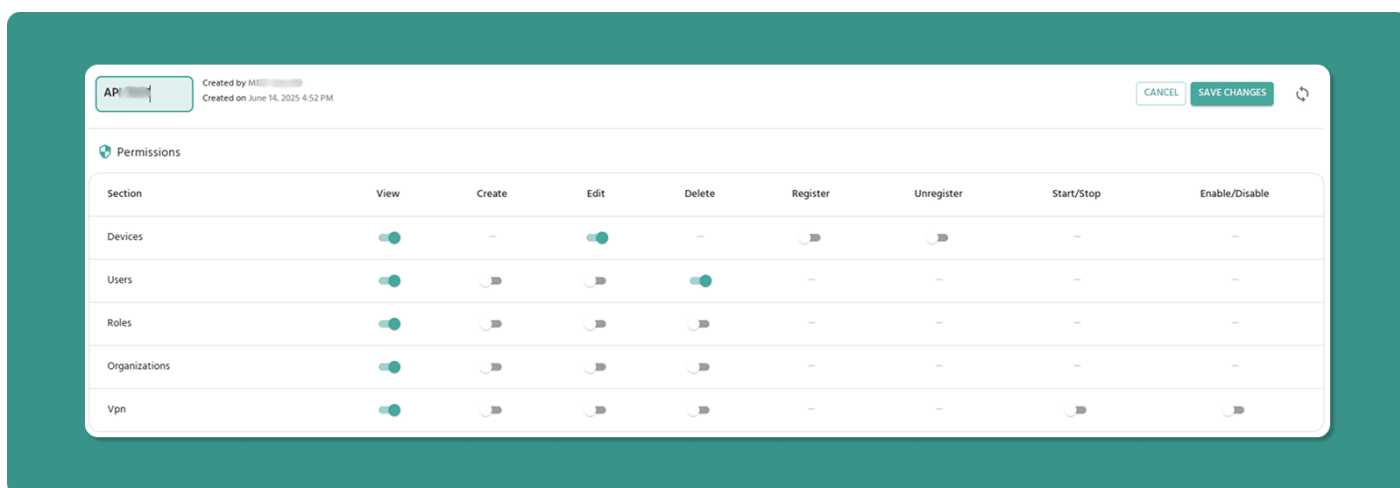 AP
Created by M
Created on June 14, 2025 4:52 PM
CANCEL SAVE CHANGES
Permissions
Section View Create Edit Delete Register Unregister Start/Stop Enable/Disable
Devices – –  – –
Users – – – –
Roles – – – –
Organizations – – – –
Vpn – –